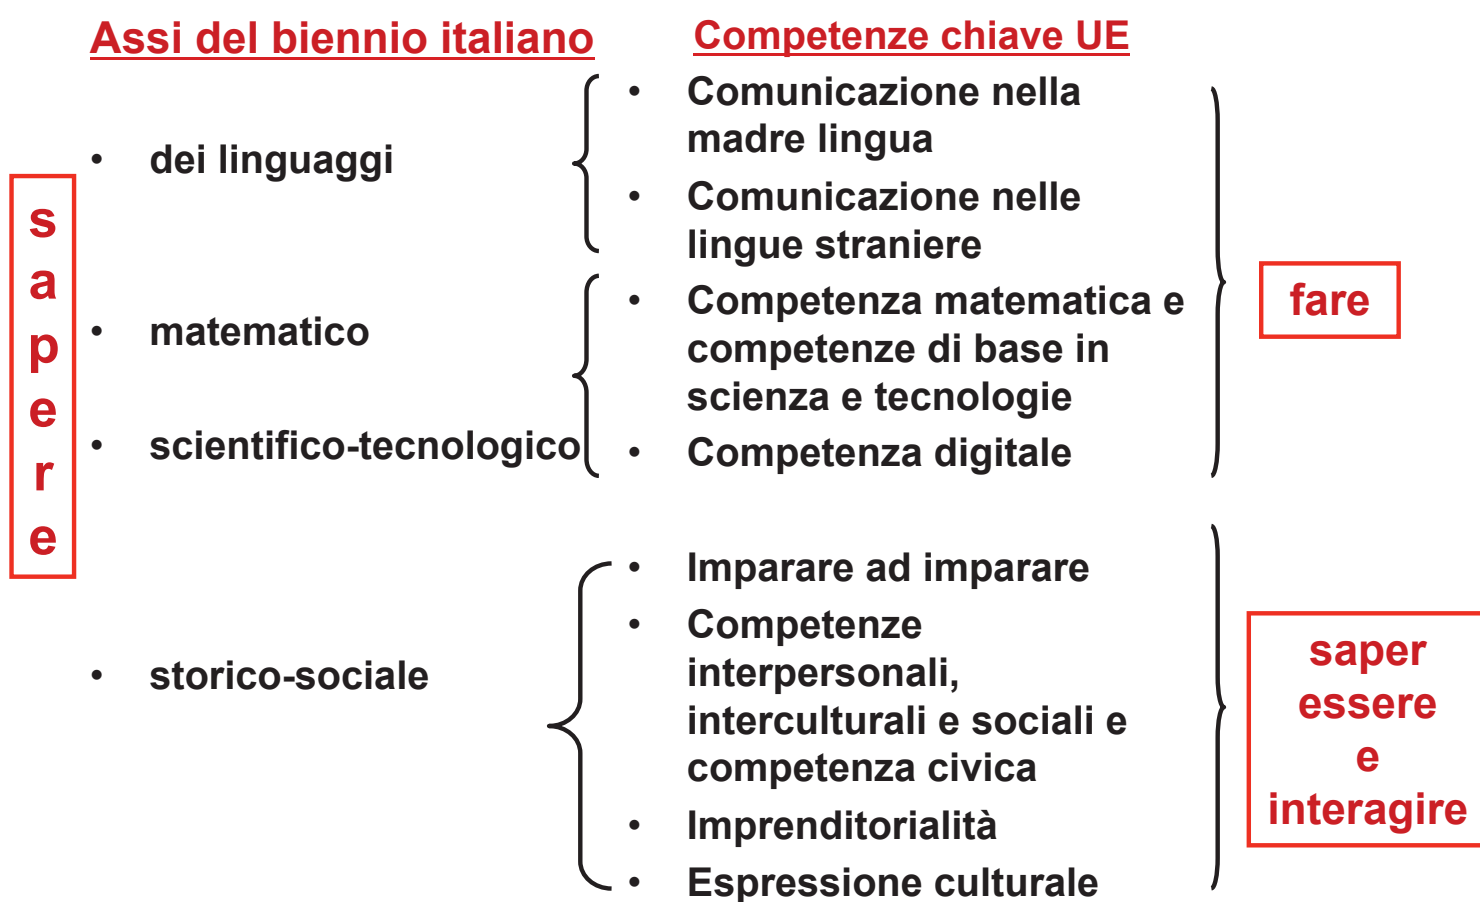 Assi del biennio italiano
Competenze chiave UE
sapere
• dei linguaggi
• matematico
• scientifico-tecnologico
• storico-sociale
• Comunicazione nella
madre lingua
• Comunicazione nelle
lingue straniere
• Competenza matematica e
competenze di base in
scienza e tecnologie
• Competenza digitale
• Imparare ad imparare
• Competenze
interpersonali,
interculturali e sociali e
competenza civica
• Imprenditorialità
• Espressione culturale
fare
saper
essere
e
interagire